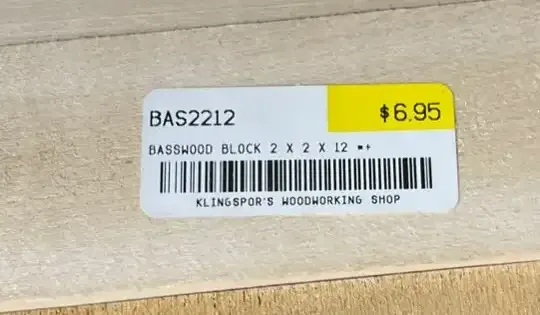 BAS2212
$6.95
BASSWOOD BLOCK 2 X 2 X 12 *+
KLINGSPOR'S WOODWORKING SHOP